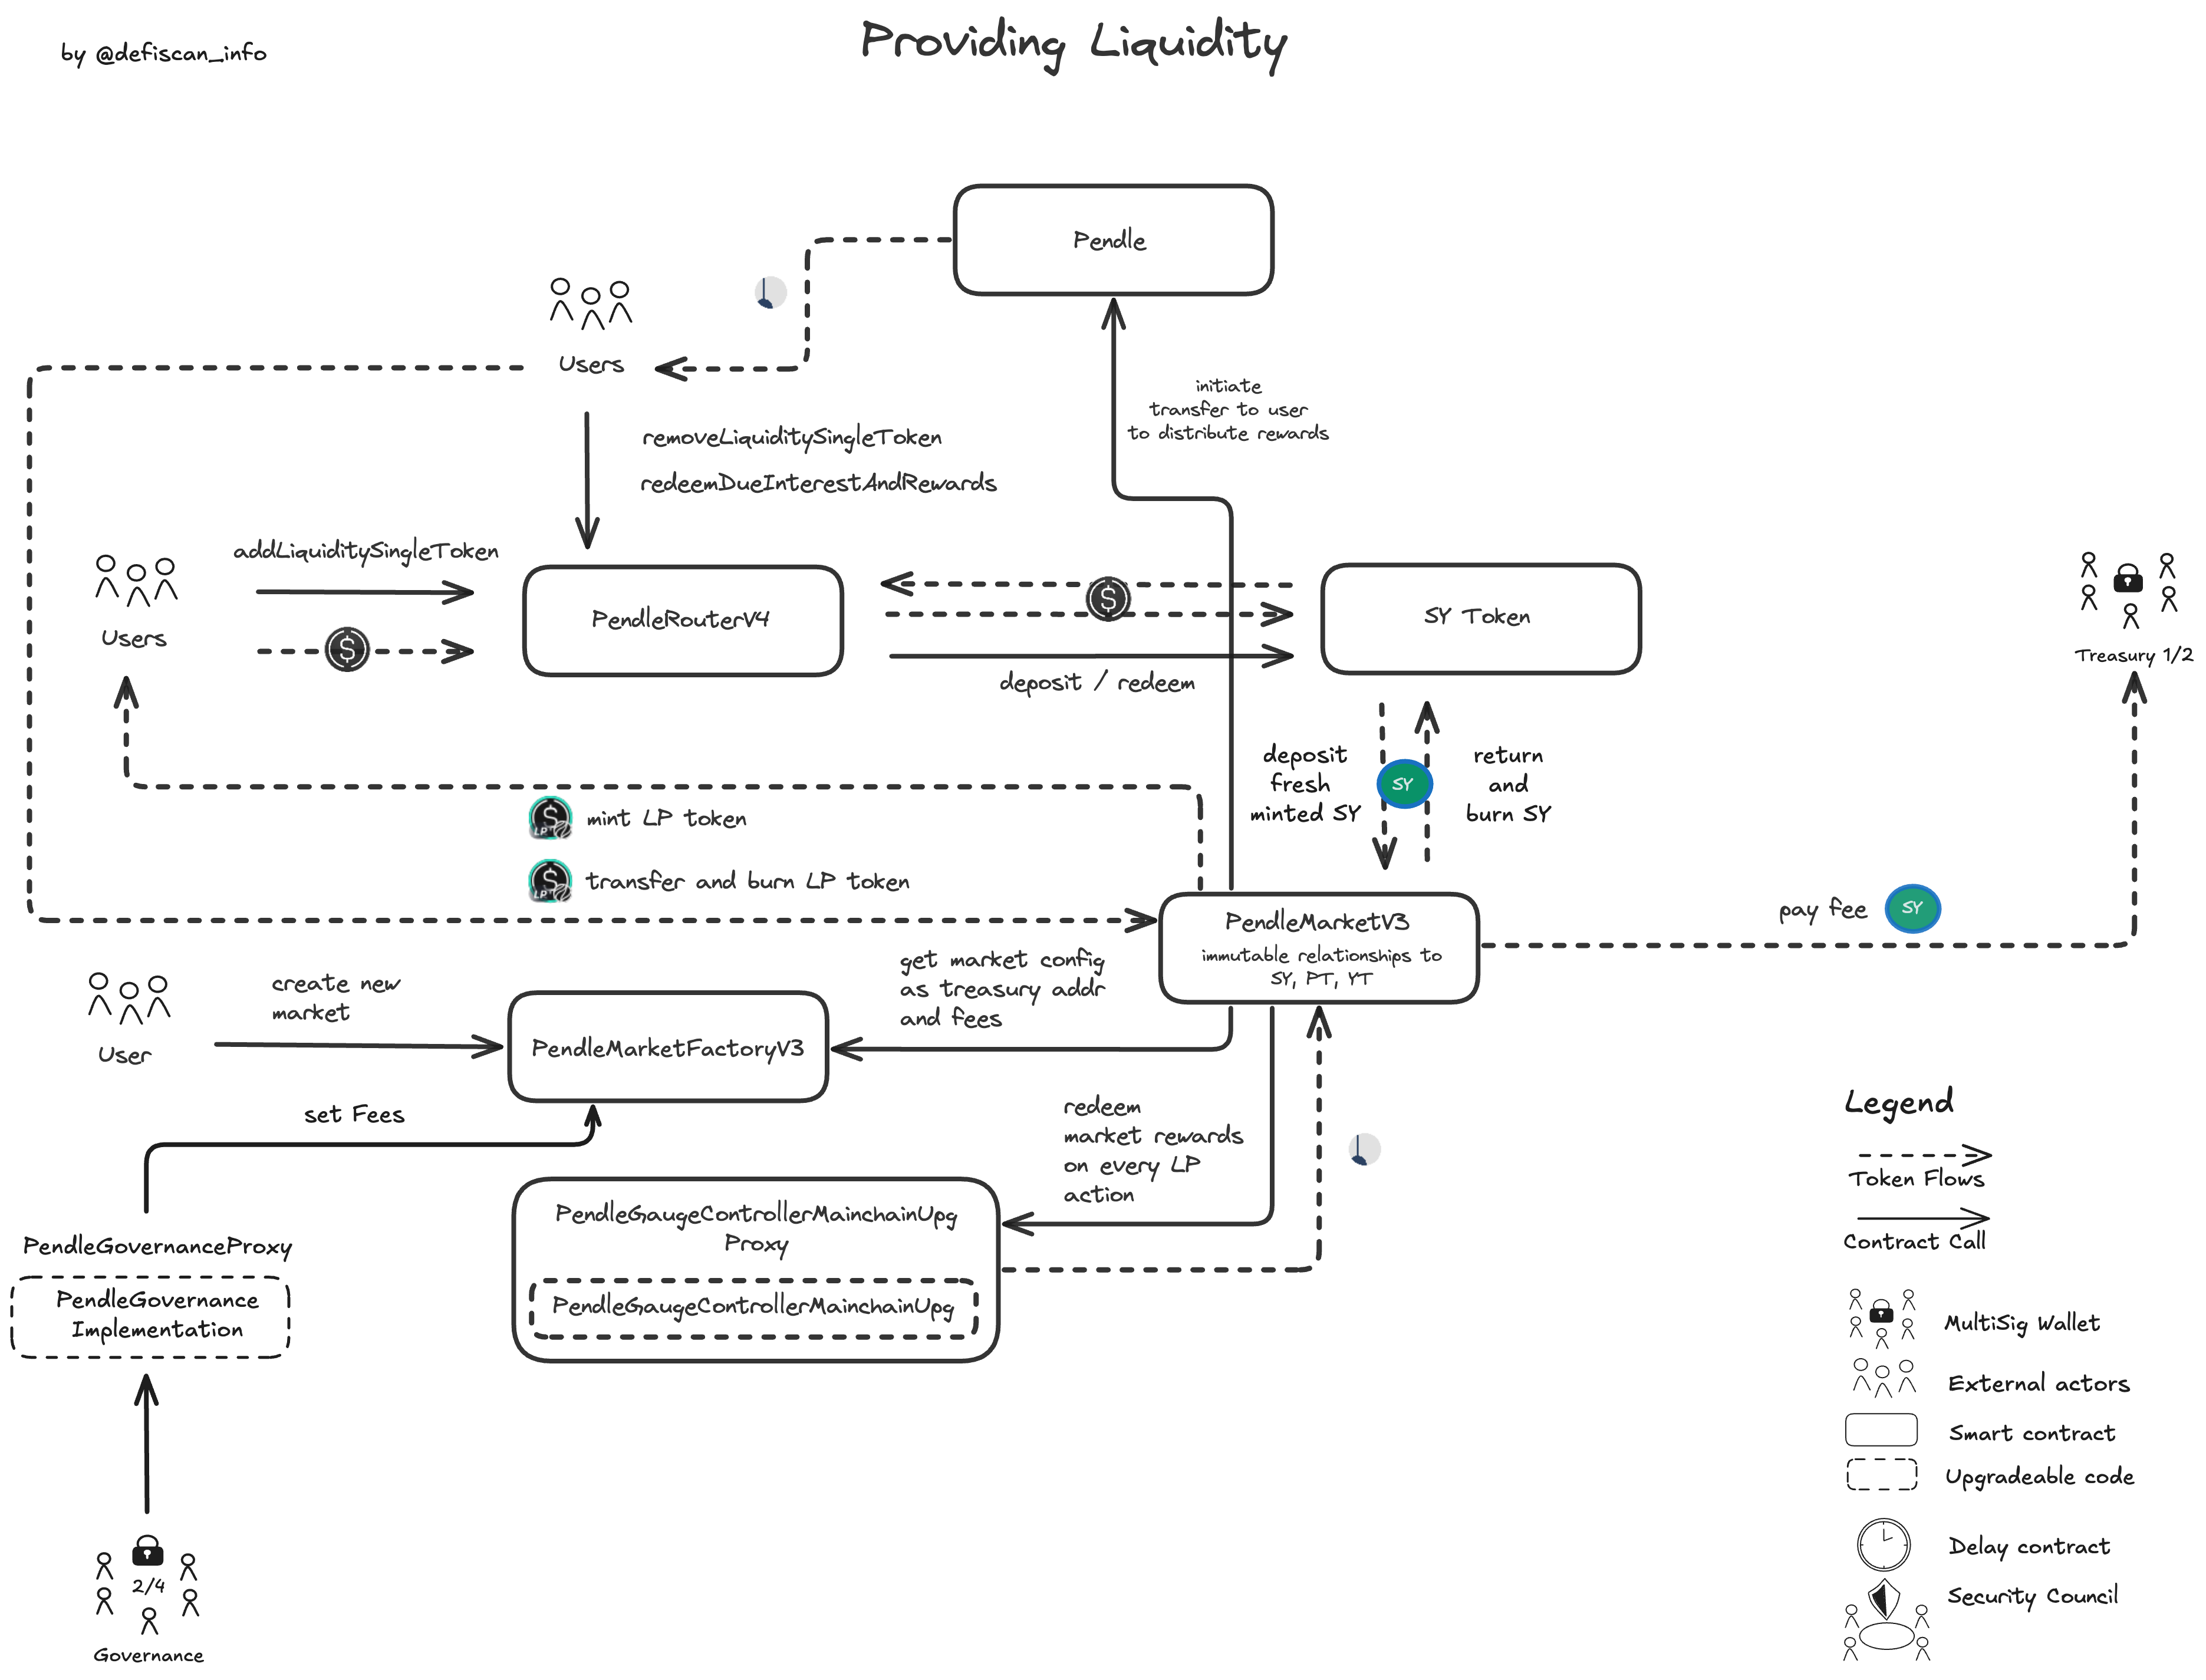 Providing Liquidity
by @defiscan_info
Pendle
Users
initiate
transfer to user
to distribute rewards
removeLiquiditySingleToken
redeemDueInterestAndRewards
addLiquiditySingleToken
$
Users
PendleRouterV4
$
SY Token
deposit / redeem
Treasury 1/2
deposit
fresh
minted SY
SY
return
and
burn SY
$ LP
mint LP token
$ LP
transfer and burn LP token
PendleMarketV3
immutable relationships to
SY, PT, YT
pay fee
SY
get market config
as treasury addr
and fees
User
create new
market
PendleMarketFactoryV3
set Fees
redeem
market rewards
on every LP
action
PendleGaugeControllerMainchainUpg
Proxy
PendleGaugeControllerMainchainUpg
PendleGovernanceProxy
PendleGovernance
Implementation
2/4
Governance
Legend
Token Flows
Contract Call
MultiSig Wallet
External actors
Smart contract
Upgradeable code
Delay contract
Security Council